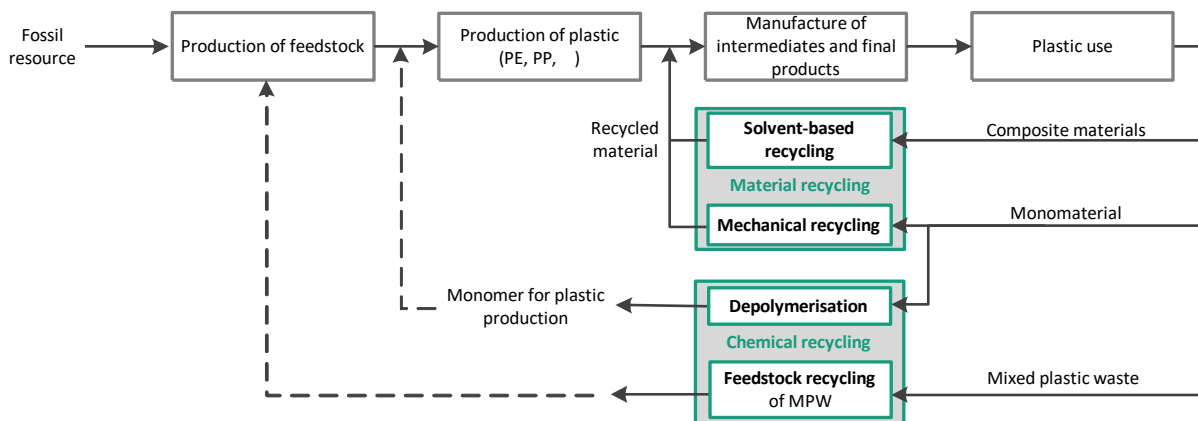 Fossil
resource
Production of feedstock
Production of plastic
(PE, PP, )
Manufacture of
intermediates and final
products
Plastic use
Recycled
material
Solvent-based
recycling
Composite materials
Material recycling
Mechanical recycling
Monomaterial
Monomer for plastic
production
Depolymerisation
Chemical recycling
Feedstock recycling
of MPW
Mixed plastic waste